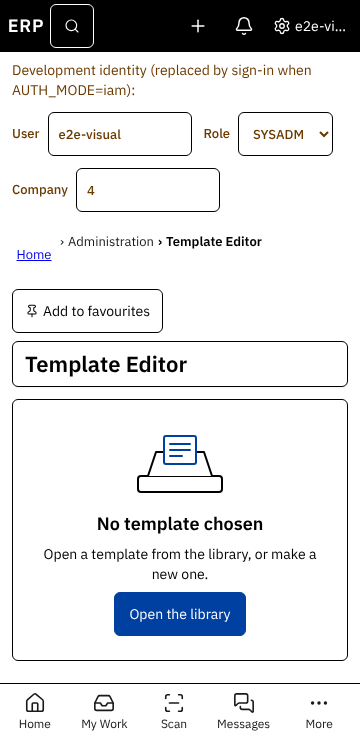 ERP
e2e-vi...
Development identity (replaced by sign-in when
AUTH_MODE=iam):
User e2e-visual Role SYSADM
Company 4
Home › Administration › Template Editor
Add to favourites
Template Editor
No template chosen
Open a template from the library, or make a
new one.
Open the library
Home My Work Scan Messages More